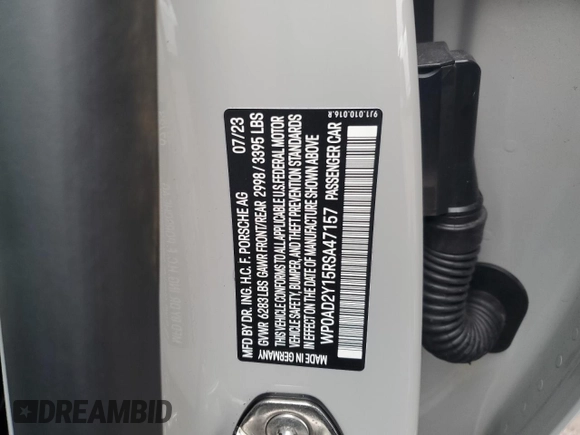 MFD BY DR. ING. H.C. F. PORSCHE AG 07/23
GVWR 6283 LBS GAWR FRONT/REAR 2998/ 3395 LBS
THIS VEHICLE CONFORMS TO ALL APPLICABLE U.S. FEDERAL MOTOR
VEHICLE SAFETY, BUMPER, AND THEFT PREVENTION STANDARDS
IN EFFECT ON THE DATE OF MANUFACTURE SHOWN ABOVE
WP0AD2Y15RSA47157 PASSENGER CAR
MADE IN GERMANY
9J1.010.016.R
DREAMBID